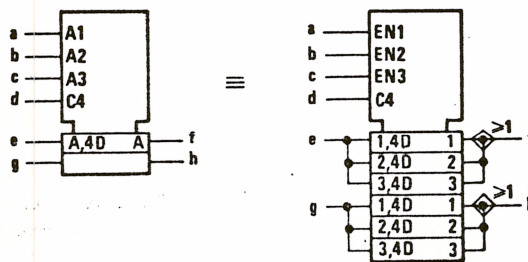 a A1
b A2
c A3
d C4
e A,4D A f
g h
≡
a EN1
b EN2
c EN3
d C4
e 1,4D 1 ≥1
2,4D 2
3,4D 3
g 1,4D 1 ≥1
2,4D 2
3,4D 3